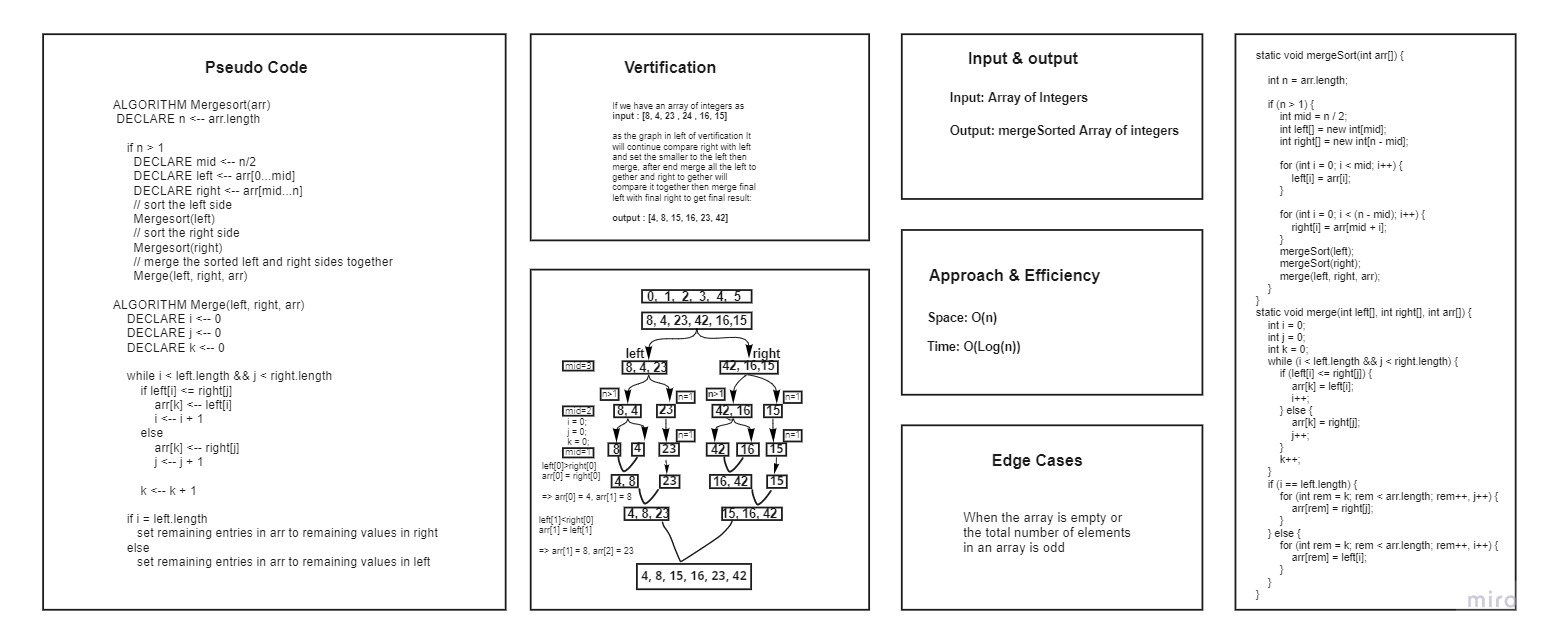 Pseudo Code
ALGORITHM Mergesort(arr)
DECLARE n <-- arr.length
if n > 1
DECLARE mid <-- n/2
DECLARE left <-- arr[0...mid]
DECLARE right <-- arr[mid...n]
// sort the left side
Mergesort(left)
// sort the right side
Mergesort(right)
// merge the sorted left and right sides together
Merge(left, right, arr)
ALGORITHM Merge(left, right, arr)
DECLARE i <-- 0
DECLARE j <-- 0
DECLARE k <-- 0
while i < left.length && j < right.length
if left[i] <= right[j]
arr[k] <-- left[i]
i <-- i + 1
else
arr[k] <-- right[j]
j <-- j + 1
k <-- k + 1
if i = left.length
set remaining entries in arr to remaining values in right
else
set remaining entries in arr to remaining values in left
Vertification
If we have an array of integers as
input : [8, 4, 23 , 24 , 16, 15]
as the graph in left of vertification It
will continue compare right with left
and set the smaller to the left then
merge, after end merge all the left to
gether and right to gether will
compare it together then merge final
left with final right to get final result:
output : [4, 8, 15, 16, 23, 42]
0, 1, 2, 3, 4, 5
8, 4, 23, 42, 16,15
left
right
mid=3
8, 4, 23
42, 16,15
n>1
n=1
n>1
n=1
mid=2
8, 4
23
42, 16
15
i = 0;
j = 0;
k = 0;
n=1
n=1
mid=1
8
4
23
42
16
15
left[0]>right[0]
arr[0] = right[0]
4, 8
23
16, 42
15
=> arr[0] = 4, arr[1] = 8
4, 8, 23
15, 16, 42
left[1]<right[0]
arr[1] = left[1]
=> arr[1] = 8, arr[2] = 23
4, 8, 15, 16, 23, 42
Input & output
Input: Array of Integers
Output: mergeSorted Array of integers
Approach & Efficiency
Space: O(n)
Time: O(Log(n))
Edge Cases
When the array is empty or
the total number of elements
in an array is odd
static void mergeSort(int arr[]) {
int n = arr.length;
if (n > 1) {
int mid = n / 2;
int left[] = new int[mid];
int right[] = new int[n - mid];
for (int i = 0; i < mid; i++) {
left[i] = arr[i];
}
for (int i = 0; i < (n - mid); i++) {
right[i] = arr[mid + i];
}
mergeSort(left);
mergeSort(right);
merge(left, right, arr);
}
}
static void merge(int left[], int right[], int arr[]) {
int i = 0;
int j = 0;
int k = 0;
while (i < left.length && j < right.length) {
if (left[i] <= right[j]) {
arr[k] = left[i];
i++;
} else {
arr[k] = right[j];
j++;
}
k++;
}
if (i == left.length) {
for (int rem = k; rem < arr.length; rem++, j++) {
arr[rem] = right[j];
}
} else {
for (int rem = k; rem < arr.length; rem++, i++) {
arr[rem] = left[i];
}
}
}
miro